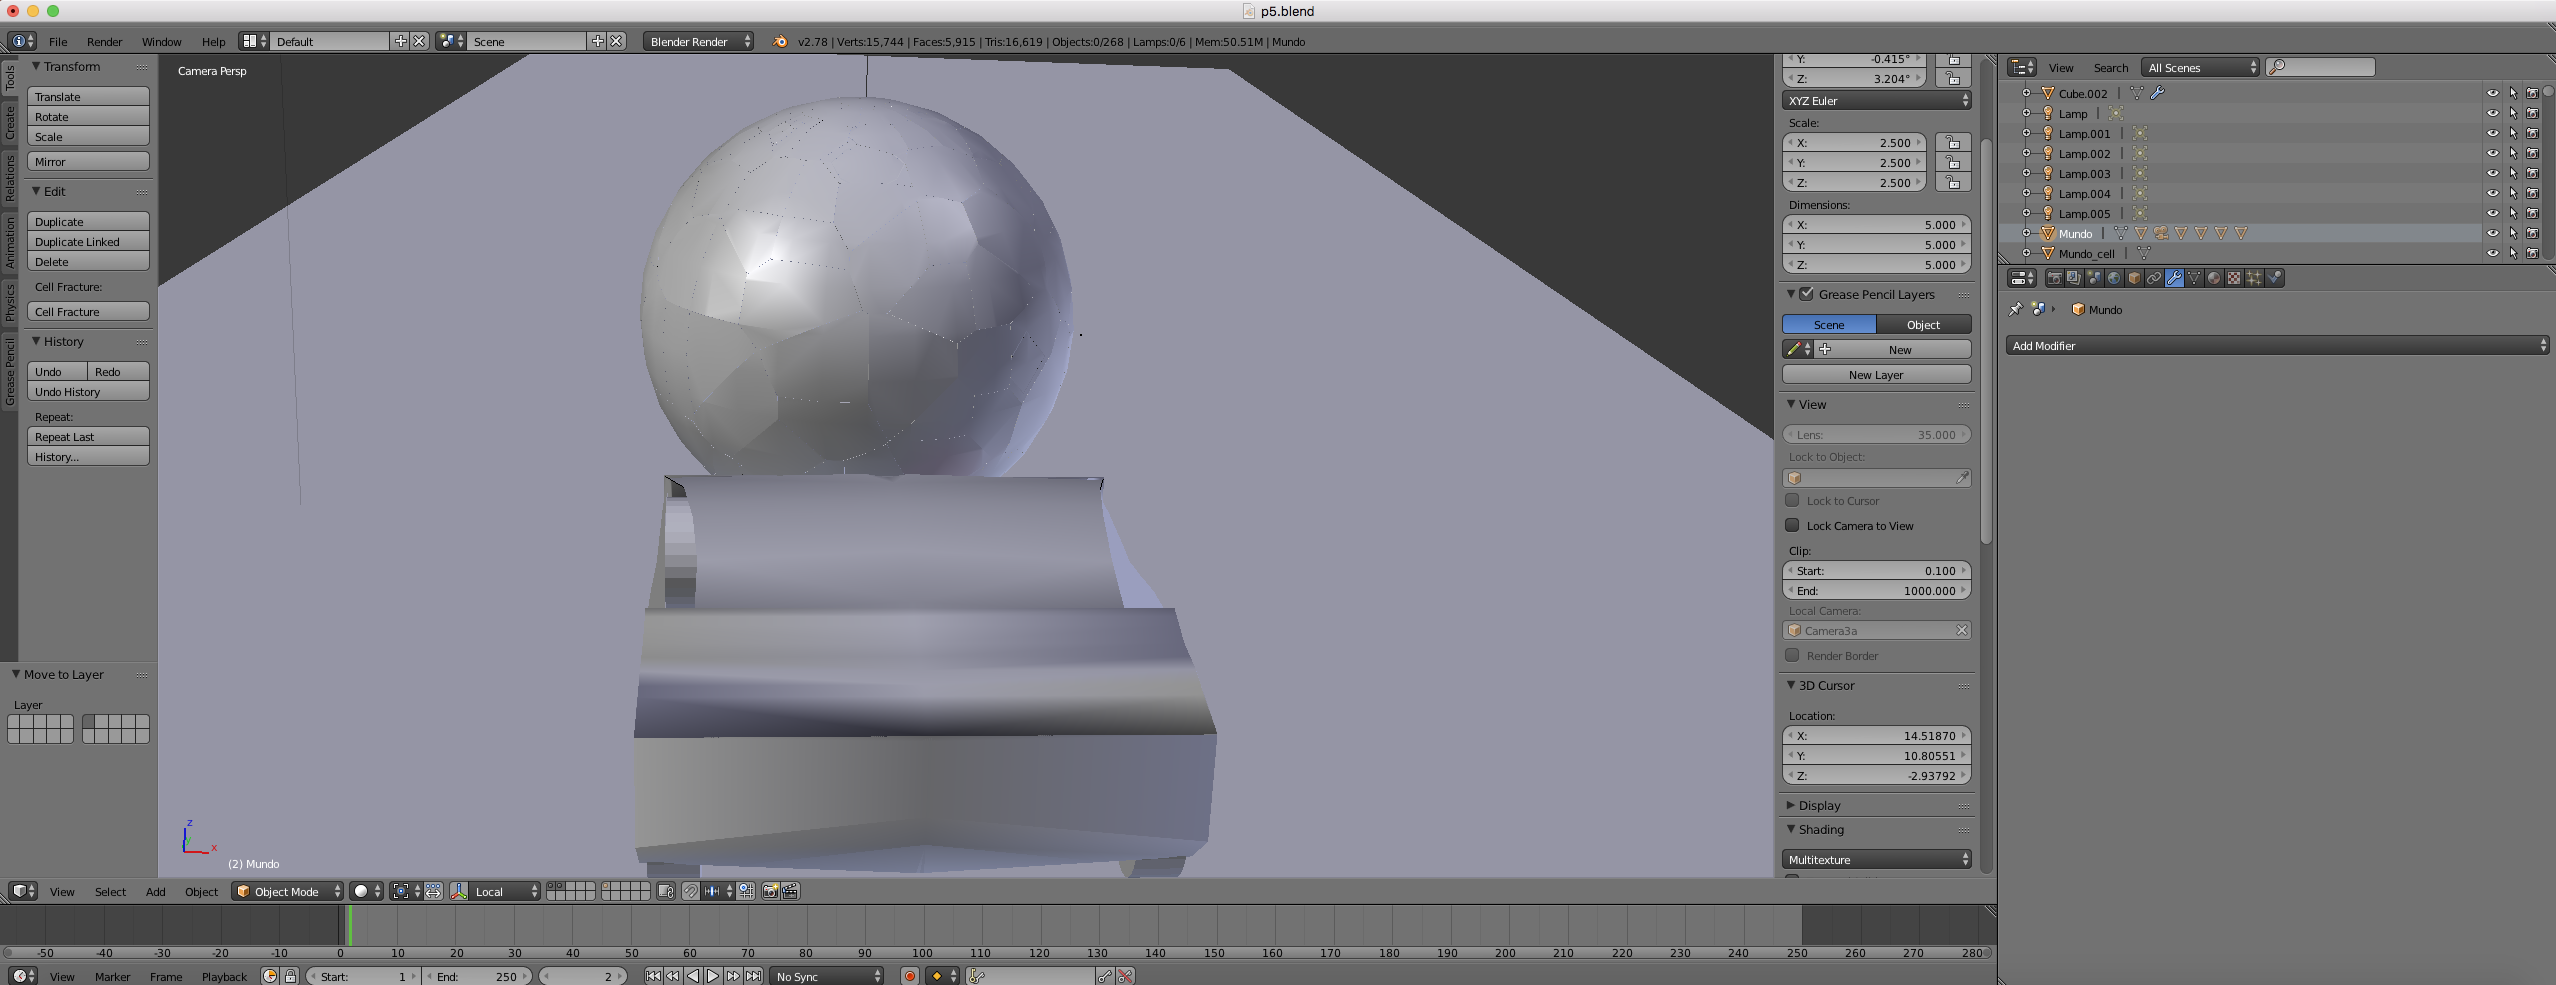 p5.blend
File Render Window Help Default Scene Blender Render v2.78 | Verts:15,744 | Faces:5,915 | Tris:16,619 | Objects:0/268 | Lamps:0/6 | Mem:50.51M | Mundo
Tools
Create
Relations
Animation
Physics
Grease Pencil
Transform
Translate
Rotate
Scale
Mirror
Edit
Duplicate
Duplicate Linked
Delete
Cell Fracture:
Cell Fracture
History
Undo Redo
Undo History
Repeat:
Repeat Last
History...
Move to Layer
Layer
Camera Persp
z
x
(2) Mundo
Y: -0.415°
Z: 3.204°
XYZ Euler
Scale:
X: 2.500
Y: 2.500
Z: 2.500
Dimensions:
X: 5.000
Y: 5.000
Z: 5.000
Grease Pencil Layers
Scene Object
New
New Layer
View
Lens: 35.000
Lock to Object:
Lock to Cursor
Lock Camera to View
Clip:
Start: 0.100
End: 1000.000
Local Camera:
Camera3a
Render Border
3D Cursor
Location:
X: 14.51870
Y: 10.80551
Z: -2.93792
Display
Shading
Multitexture
View Search All Scenes
Cube.002
Lamp
Lamp.001
Lamp.002
Lamp.003
Lamp.004
Lamp.005
Mundo
Mundo_cell
Mundo
Add Modifier
View Select Add Object Object Mode Local
-50 -40 -30 -20 -10 0 10 20 30 40 50 60 70 80 90 100 110 120 130 140 150 160 170 180 190 200 210 220 230 240 250 260 270 280
View Marker Frame Playback Start: 1 End: 250 2 No Sync